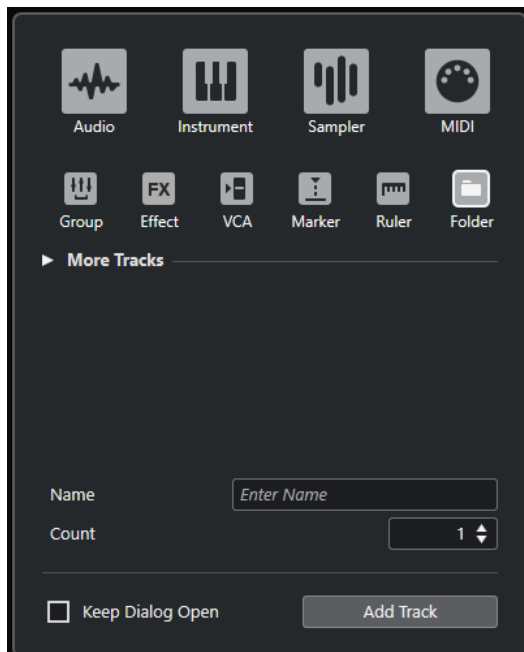 Audio Instrument Sampler MIDI
FX
Group Effect VCA Marker Ruler Folder
More Tracks
Name Enter Name
Count 1
Keep Dialog Open Add Track